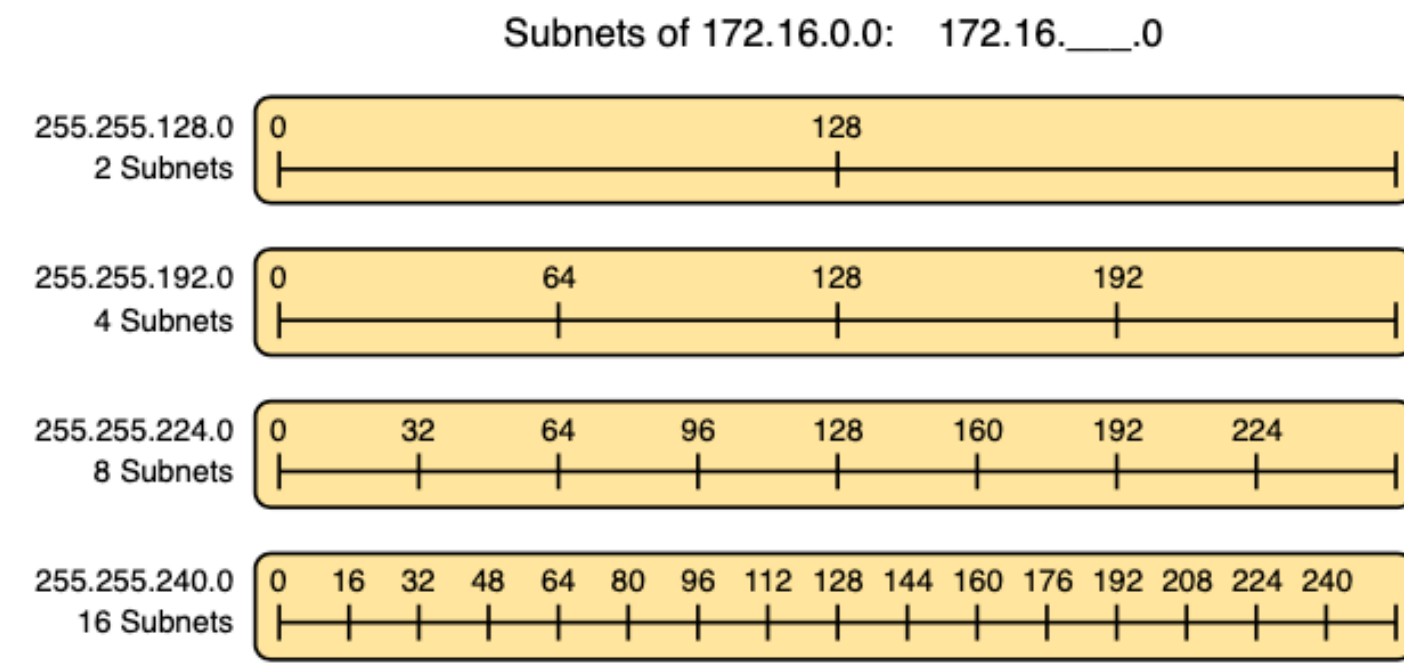 Subnets of 172.16.0.0: 172.16.___.0
255.255.128.0 0 128
2 Subnets
255.255.192.0 0 64 128 192
4 Subnets
255.255.224.0 0 32 64 96 128 160 192 224
8 Subnets
255.255.240.0 0 16 32 48 64 80 96 112 128 144 160 176 192 208 224 240
16 Subnets